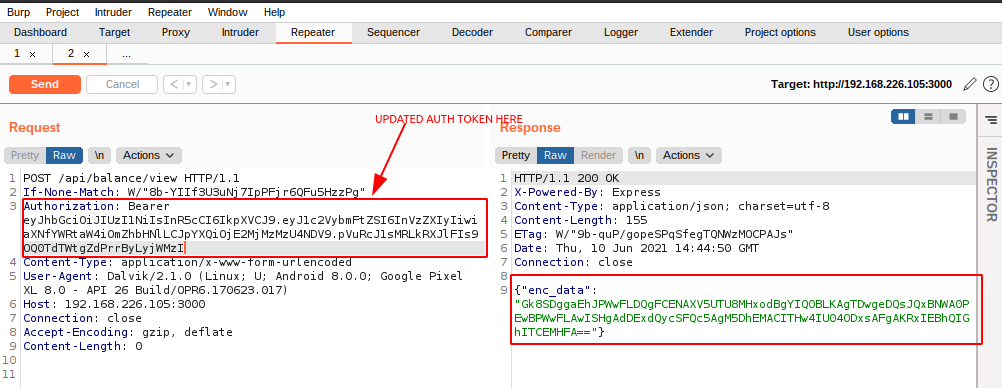 Burp Project Intruder Repeater Window Help
Dashboard Target Proxy Intruder Repeater Sequencer Decoder Comparer Logger Extender Project options User options
1 × 2 × ...
Send Cancel < > Target: http://192.168.226.105:3000 ?
UPDATED AUTH TOKEN HERE
Request
Pretty Raw \n Actions
1 POST /api/balance/view HTTP/1.1
2 If-None-Match: W/"8b-YIIf3U3uNj7IpPFjr6QFu5HzzPg"
3 Authorization: Bearer
eyJhbGciOiJIUzI1NiIsInR5cCI6IkpXVCJ9.eyJ1c2VybmFtZSI6InVzZXIyIiwi
aXNfYWRtaW4iOmZhbHNlLCJpYXQiOjE2MjMzMzU4NDV9.pVuRcJ1sMRLkRXJlFIs9
OQ0TdTWtgZdPrrByLyjWMzI
4 Content-Type: application/x-www-form-urlencoded
5 User-Agent: Dalvik/2.1.0 (Linux; U; Android 8.0.0; Google Pixel
XL 8.0 - API 26 Build/OPR6.170623.017)
6 Host: 192.168.226.105:3000
7 Connection: close
8 Accept-Encoding: gzip, deflate
9 Content-Length: 0
10
11
Response
Pretty Raw Render \n Actions
1 HTTP/1.1 200 OK
2 X-Powered-By: Express
3 Content-Type: application/json; charset=utf-8
4 Content-Length: 155
5 ETag: W/"9b-quP/gopeSPqSfegTQNWzMOCPAJs"
6 Date: Thu, 10 Jun 2021 14:44:50 GMT
7 Connection: close
8
9 {"enc_data":
"Gk8SDggaEhJPWwFLDQgFCENAXV5UTU8MHxodBgYIQ0BLKAgTDwgeDQsJQxBNWA0P
EwBPWwFLAwISHgAdDExdQycSFQc5AgM5DhEMACITHw4IU04ODxsAFgAKRxIEBhQIG
hITCEMHFA=="}
INSPECTOR